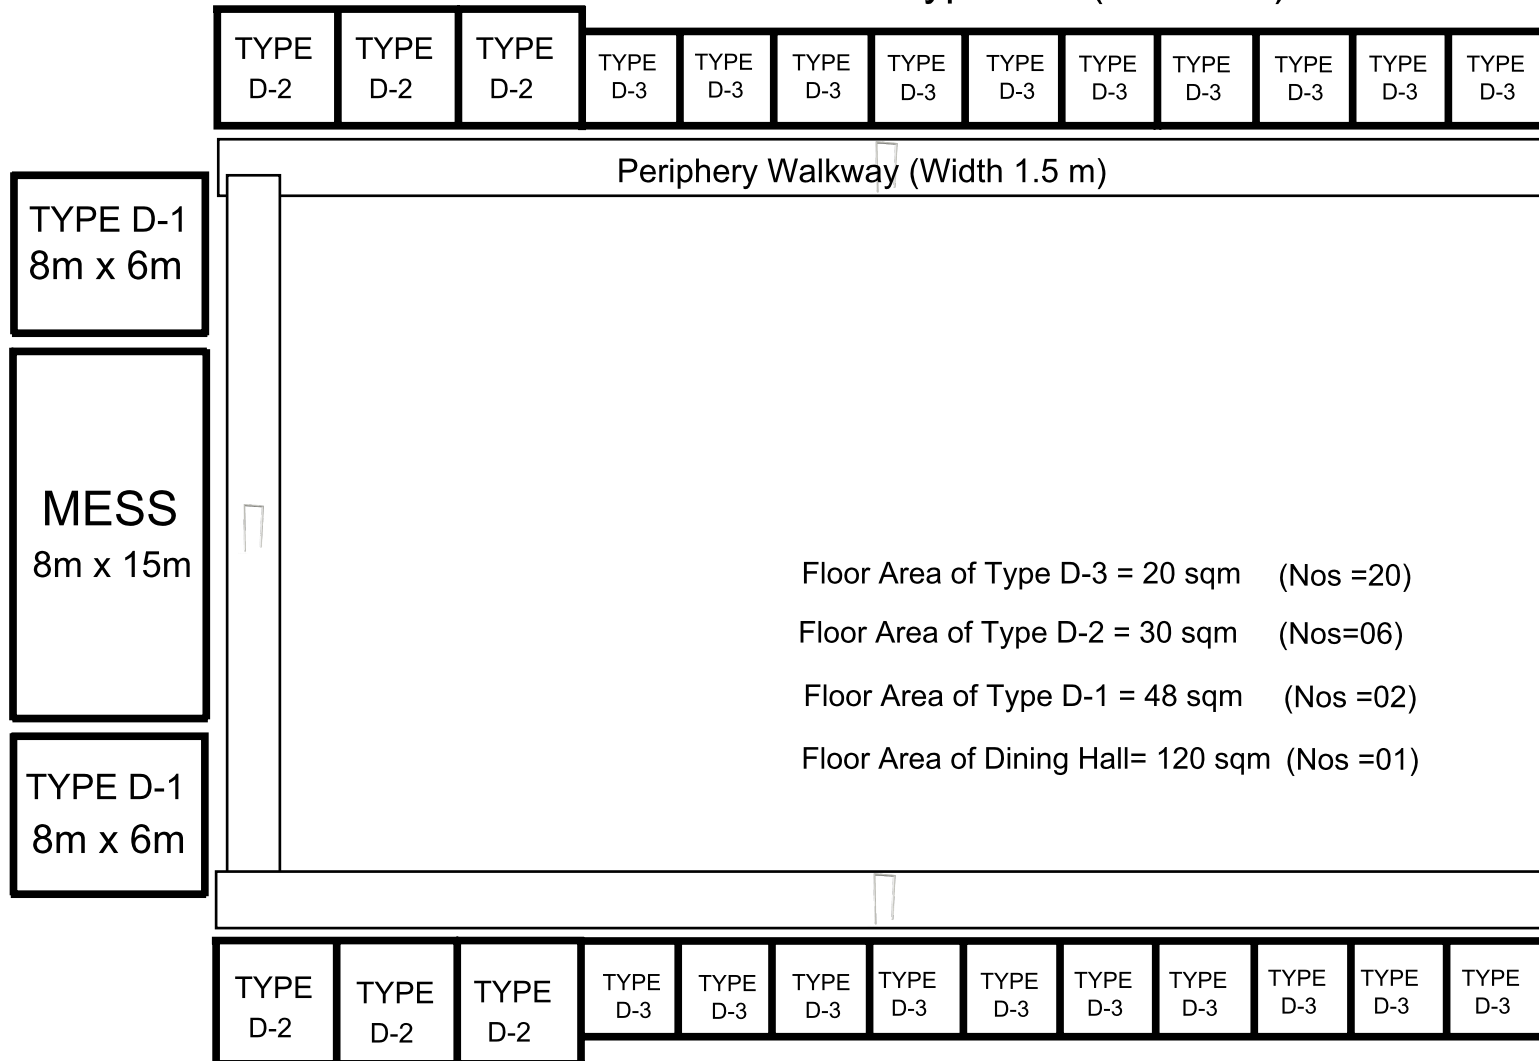 TYPE TYPE TYPE
D-2 D-2 D-2
TYPE TYPE TYPE TYPE TYPE TYPE TYPE TYPE TYPE TYPE
D-3 D-3 D-3 D-3 D-3 D-3 D-3 D-3 D-3 D-3
Periphery Walkway (Width 1.5 m)
TYPE D-1
8m x 6m
MESS
8m x 15m
Floor Area of Type D-3 = 20 sqm (Nos =20)
Floor Area of Type D-2 = 30 sqm (Nos=06)
Floor Area of Type D-1 = 48 sqm (Nos =02)
Floor Area of Dining Hall= 120 sqm (Nos =01)
TYPE D-1
8m x 6m
TYPE TYPE TYPE
D-2 D-2 D-2
TYPE TYPE TYPE TYPE TYPE TYPE TYPE TYPE TYPE TYPE
D-3 D-3 D-3 D-3 D-3 D-3 D-3 D-3 D-3 D-3